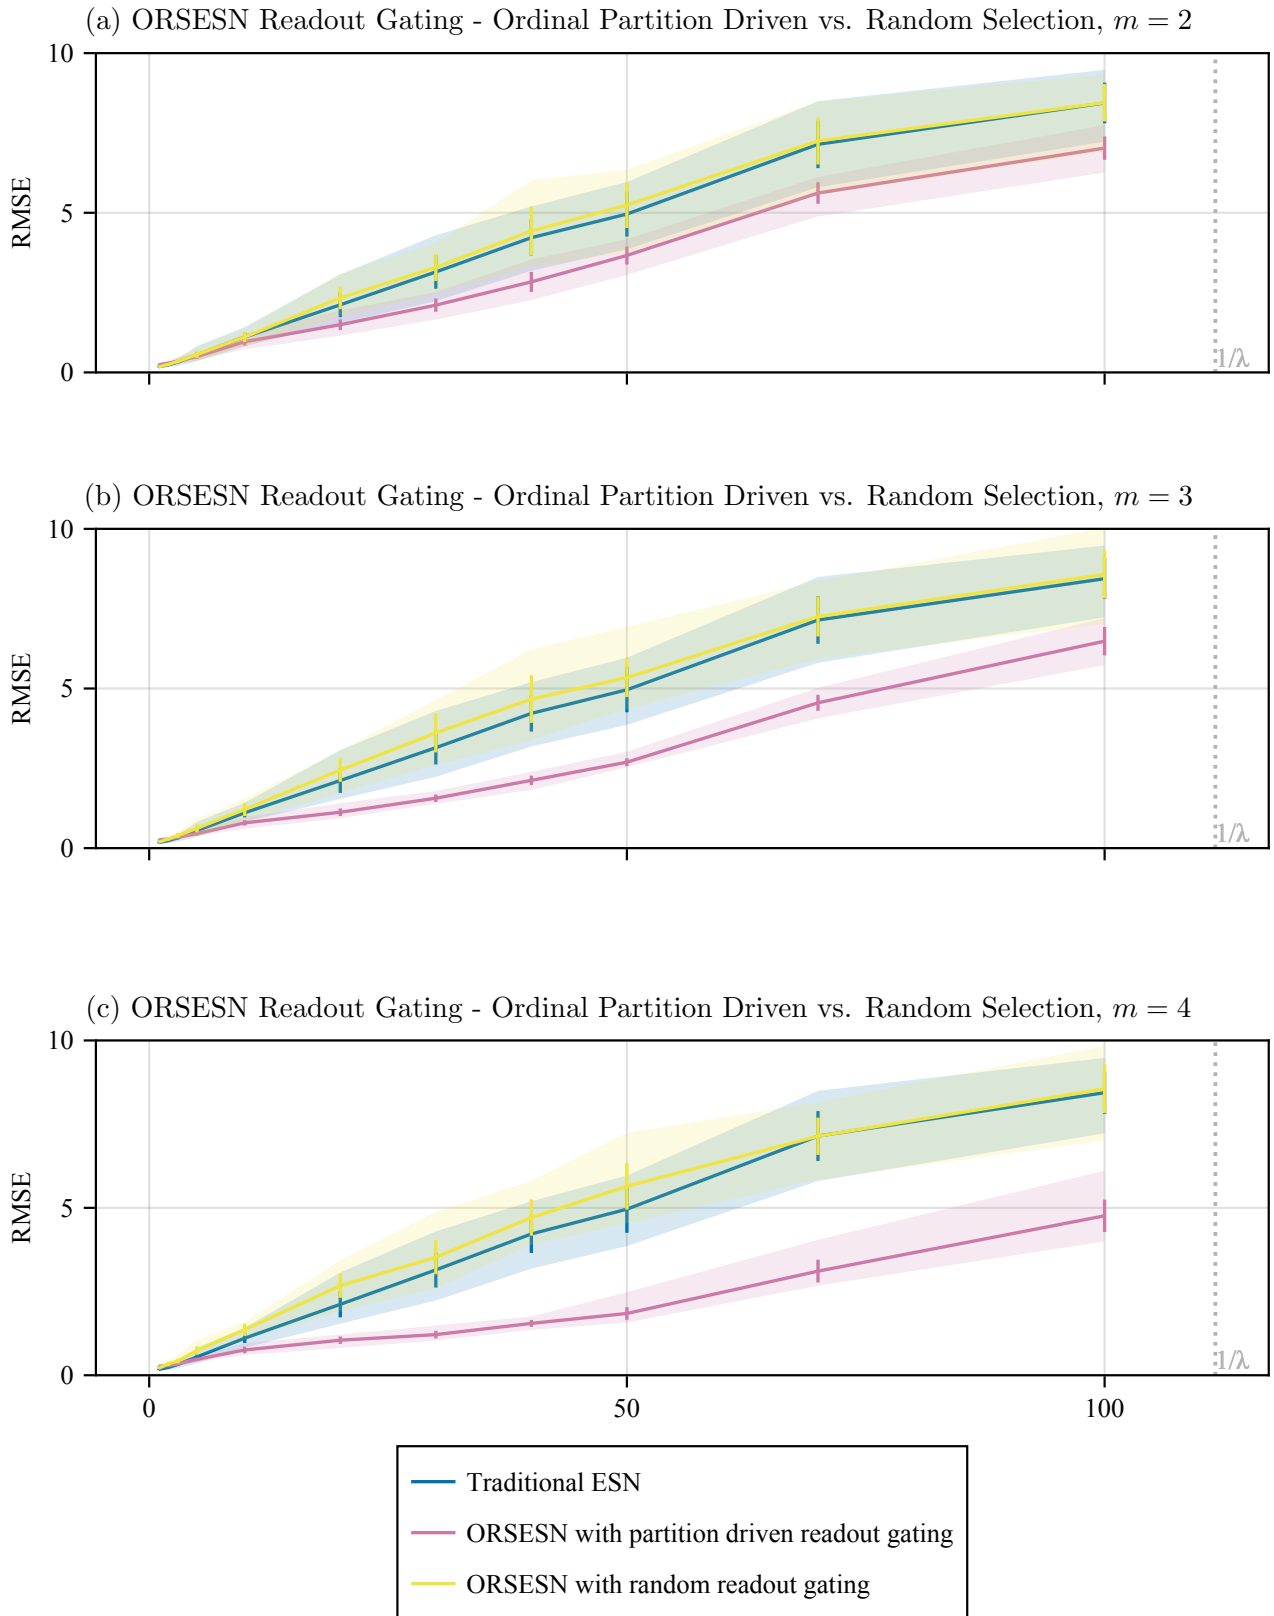 (a) ORSESN Readout Gating - Ordinal Partition Driven vs. Random Selection, m = 2
10
5
0
RMSE
1/λ
(b) ORSESN Readout Gating - Ordinal Partition Driven vs. Random Selection, m = 3
10
5
0
RMSE
1/λ
(c) ORSESN Readout Gating - Ordinal Partition Driven vs. Random Selection, m = 4
10
5
0
RMSE
1/λ
0 50 100
Traditional ESN
ORSESN with partition driven readout gating
ORSESN with random readout gating